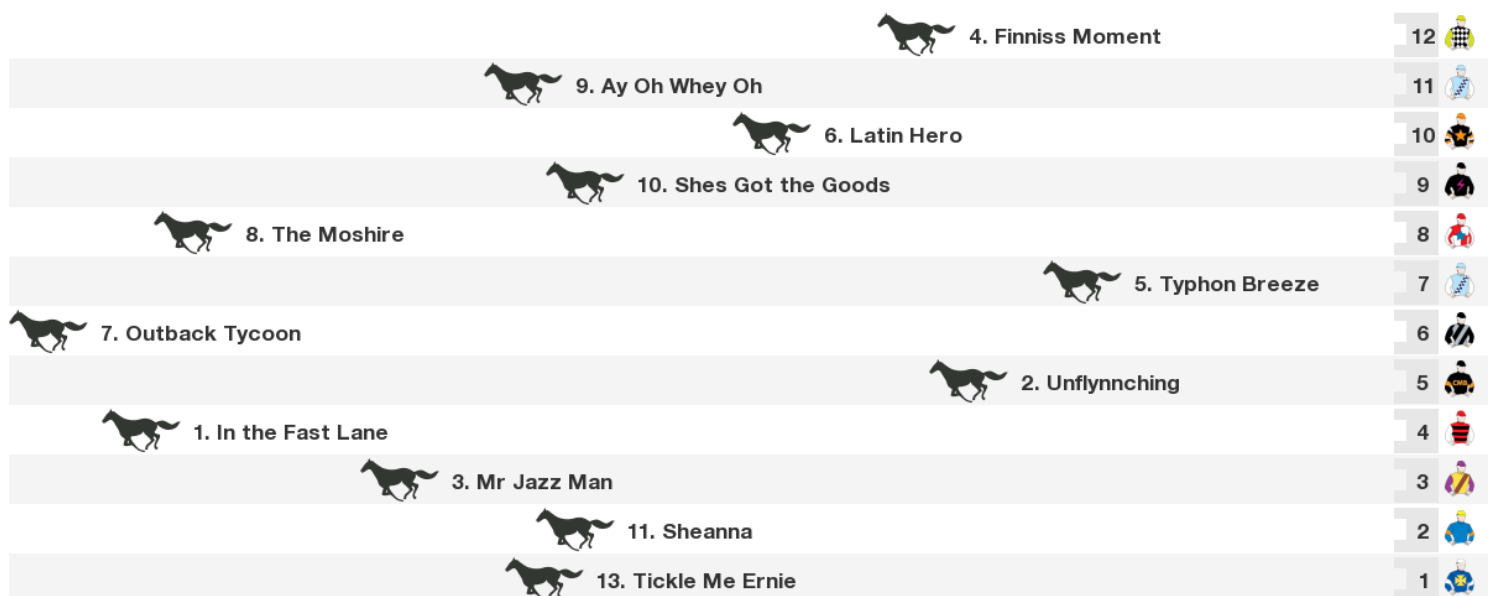 4. Finniss Moment 12
9. Ay Oh Whey Oh 11
6. Latin Hero 10
10. Shes Got the Goods 9
8. The Moshire 8
5. Typhon Breeze 7
7. Outback Tycoon 6
2. Unflynnching 5 CMB
1. In the Fast Lane 4
3. Mr Jazz Man 3
11. Sheanna 2
13. Tickle Me Ernie 1